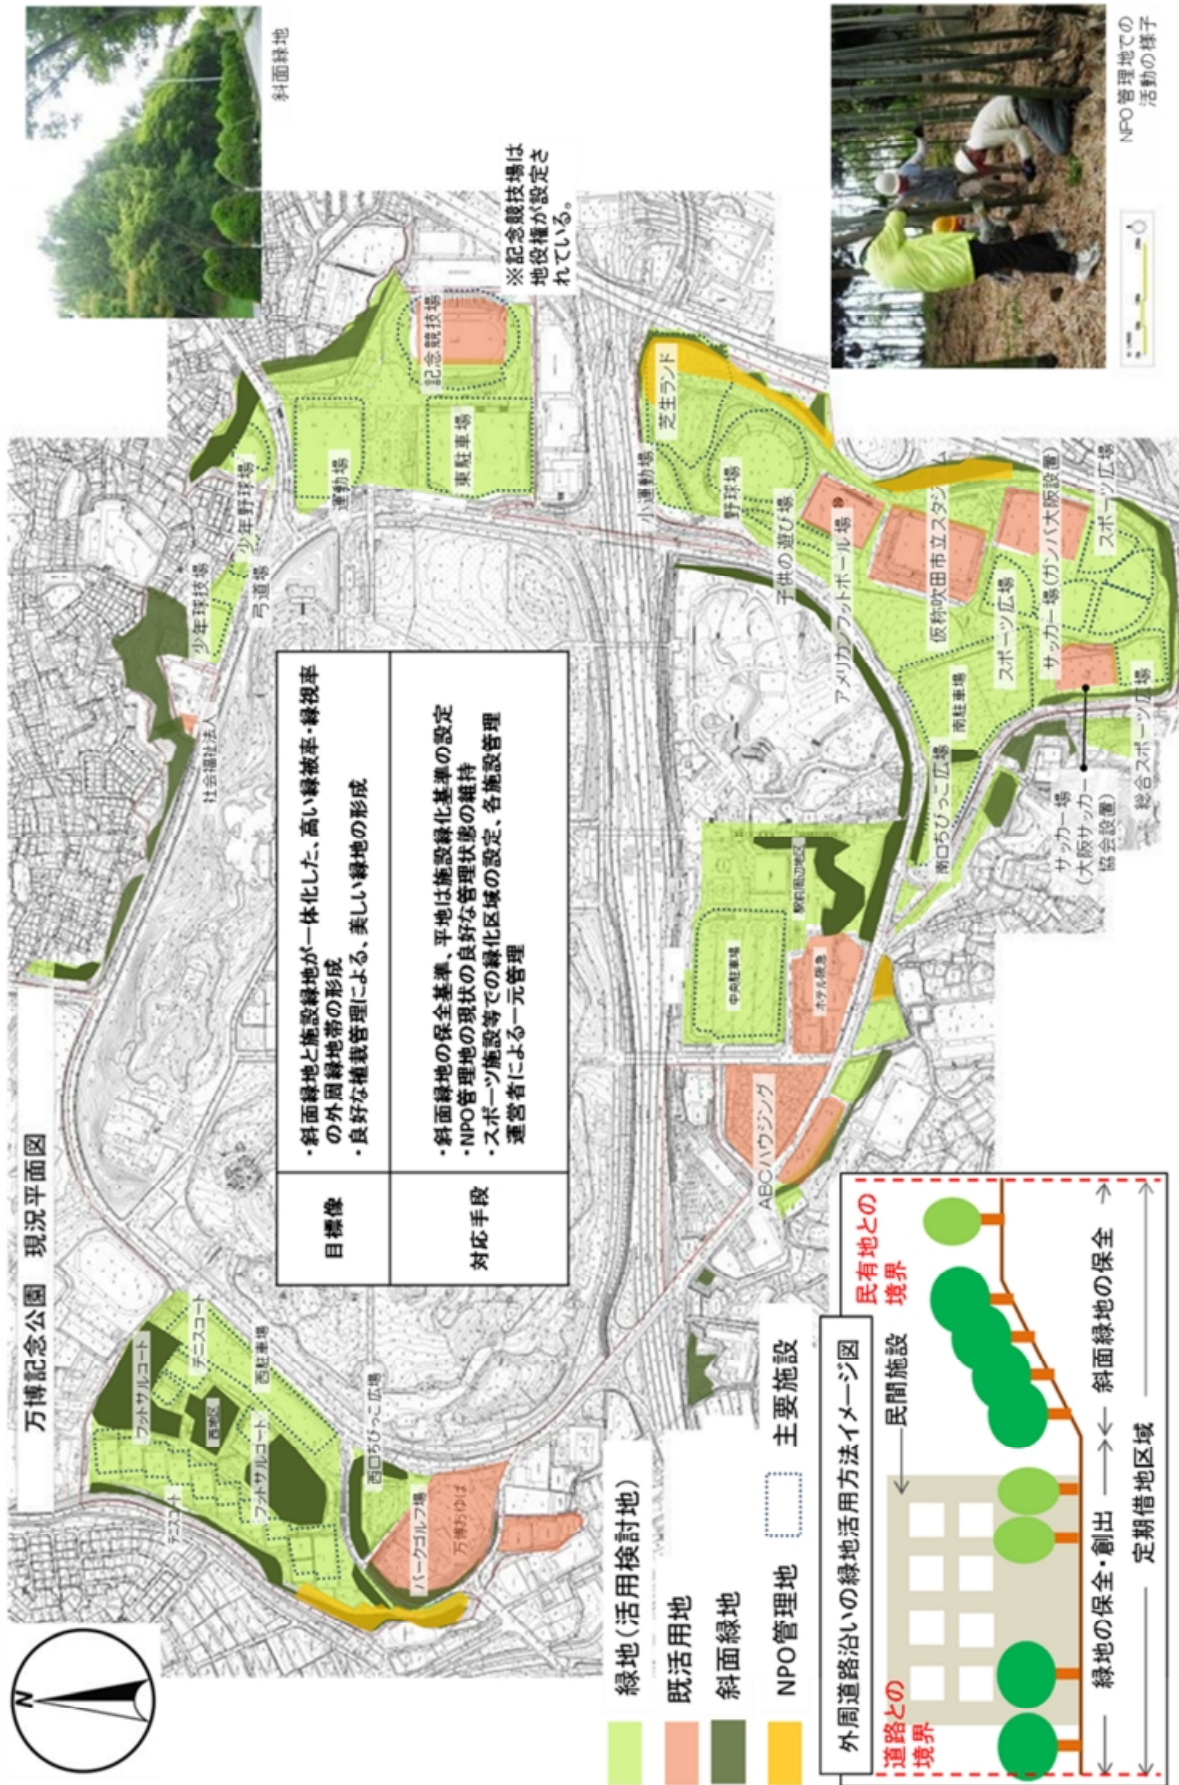 万博記念公園 現況平面図
N
斜面緑地
※記念競技場は
地役権が設定さ
れている。
NPO管理地での
活動の様子
目標像
・斜面緑地と施設緑地が一体化した、高い緑被率・緑視率
の外周緑地帯の形成
・良好な植栽管理による、美しい緑地の形成
対応手段
・斜面緑地の保全基準、平地は施設緑化基準の設定
・NPO管理地の現状の良好な管理状態の維持
・スポーツ施設等での緑化区域の設定、各施設管理
運営者による一元管理
フットサルコート
テニスコート
西駐車場
西地区
テニスコート
フットサルコート
西口ちびっこ広場
パークゴルフ場
万博おゆば
社会福祉法人
少年球技場
弓道場
少年野球場
運動場
東駐車場
記念競技場
小運動場
芝生ランド
野球場
子供の遊び場
アメリカンフットボール場
仮称吹田市立スタジアム
サッカー場(ガンバ大阪設置)
スポーツ広場
スポーツ広場
南駐車場
南口ちびっこ広場
サッカー場
(大阪サッカー
協会設置)
総合スポーツ広場
中央駐車場
駅前周辺地区
ホテル阪急
ABCハウジング
緑地(活用検討地)
既活用地
斜面緑地
NPO管理地
主要施設
外周道路沿いの緑地活用方法イメージ図
道路との
境界
民間施設
民有地との
境界
緑地の保全・創出
斜面緑地の保全
定期借地区域